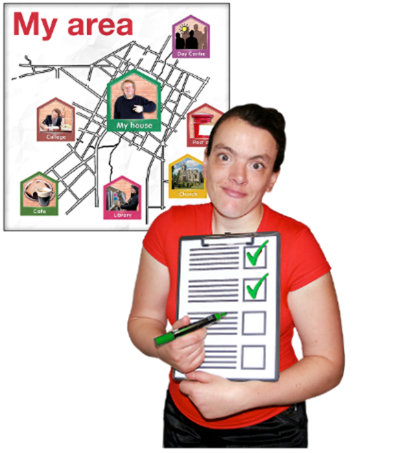 My area
Day Centre
My house
College
Post
Church
Cafe
Library